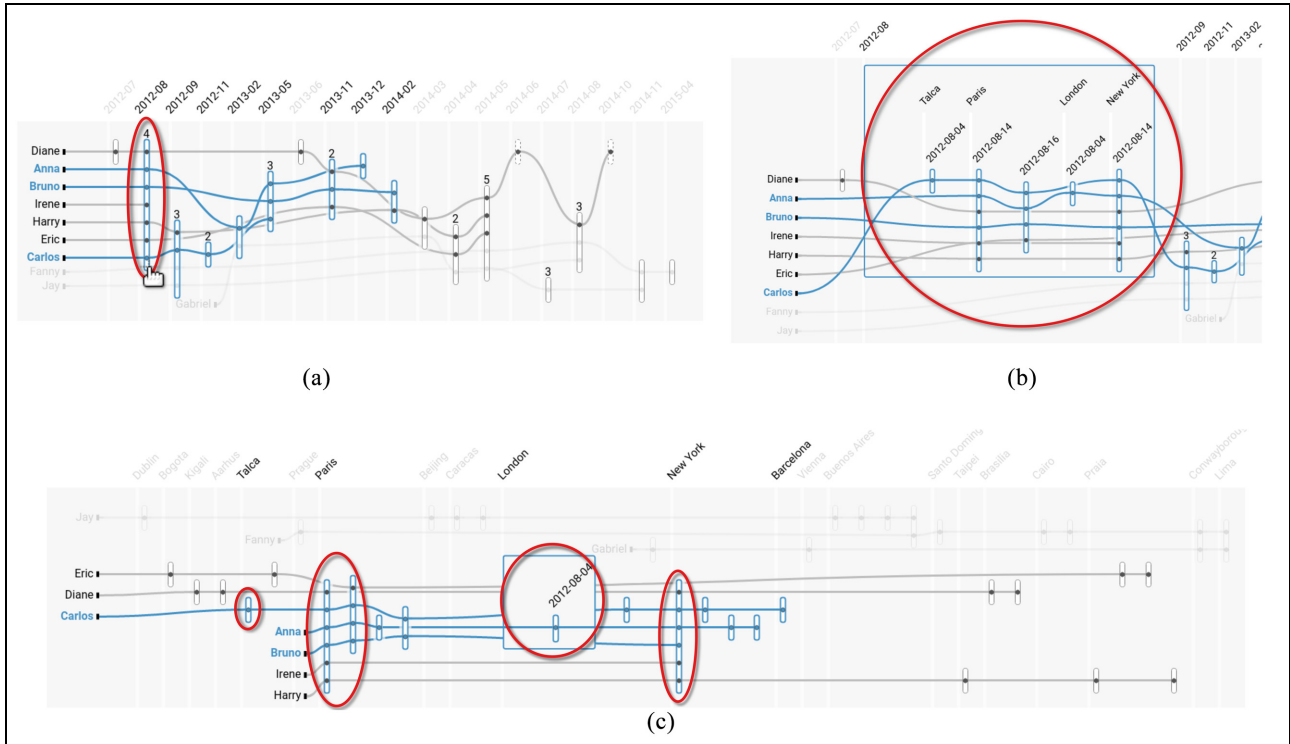 2012-07
2012-08
2012-09
2012-11
2013-02
2013-05
2013-06
2013-11
2013-12
2014-02
2014-03
2014-04
2014-05
2014-06
2014-07
2014-08
2014-10
2014-11
2015-04
4
3
2
3
2
2
5
3
3
Diane
Anna
Bruno
Irene
Harry
Eric
Carlos
Fanny
Jay
Gabriel
(a)
2012-07
2012-08
2012-09
2012-11
2013-02
Talca
Paris
London
New York
2012-08-04
2012-08-14
2012-08-16
2012-08-04
2012-08-14
Diane
Anna
Bruno
Irene
Harry
Eric
Carlos
Fanny
Jay
3
2
Gabriel
(b)
Dublin
Bogota
Kigali
Aarhus
Talca
Prague
Paris
Beijing
Caracas
London
New York
Barcelona
Vienna
Buenos Aires
Santo Doming
Taipei
Brasilia
Cairo
Praia
Conwayborou
Lima
Jay
Fanny
Gabriel
Eric
Diane
Carlos
Anna
Bruno
Irene
Harry
2012-08-04
(c)